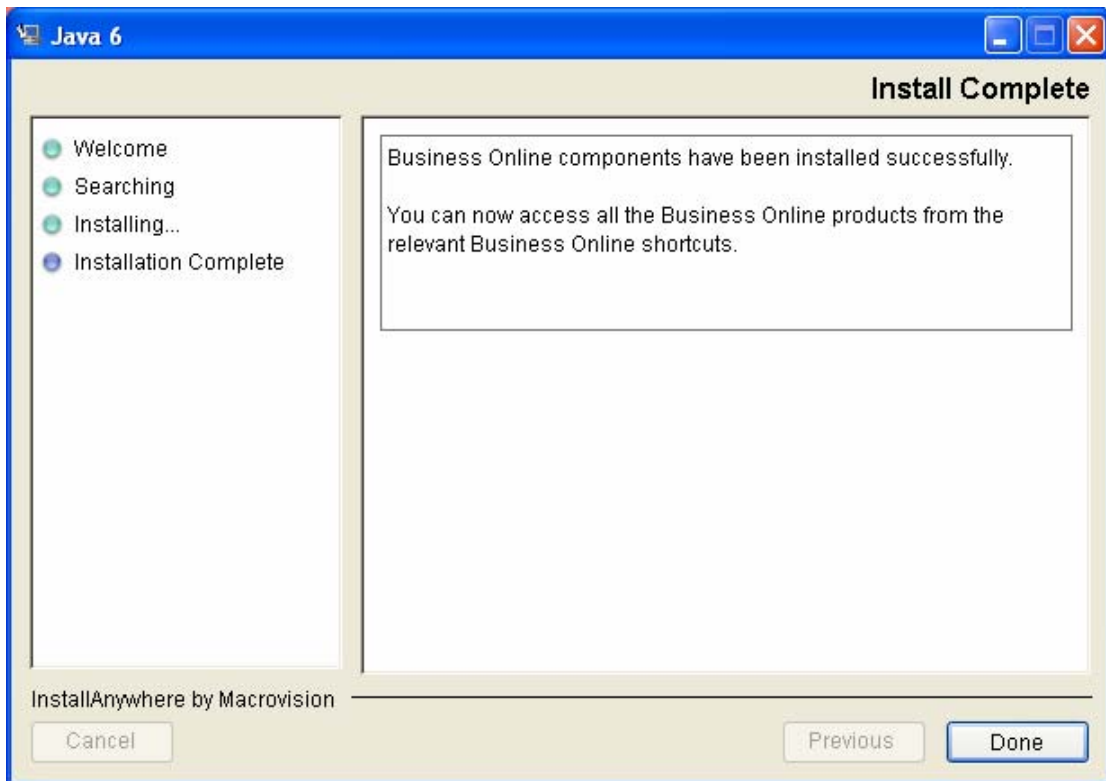 Java 6
Install Complete
Welcome
Searching
Installing...
Installation Complete
Business Online components have been installed successfully.
You can now access all the Business Online products from the
relevant Business Online shortcuts.
InstallAnywhere by Macrovision
Cancel
Previous
Done